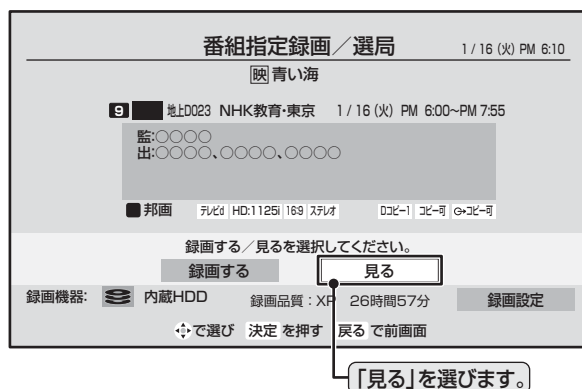 番組指定録画／選局 1/16(火) PM 6:10
映 青い海
9 地上D023 NHK教育・東京 1/16(火) PM 6:00~PM 7:55
監:○○○○
出:○○○○、○○○○、○○○○
邦画 テレビd HD:1125i 16:9 ステレオ Dコピー1 コピー可 G→コピー可
録画する／見るを選択してください。
録画する 見る
録画機器: 内蔵HDD 録画品質:XP 26時間57分 録画設定
で選び 決定 を押す 戻る で前画面
「見る」を選びます。